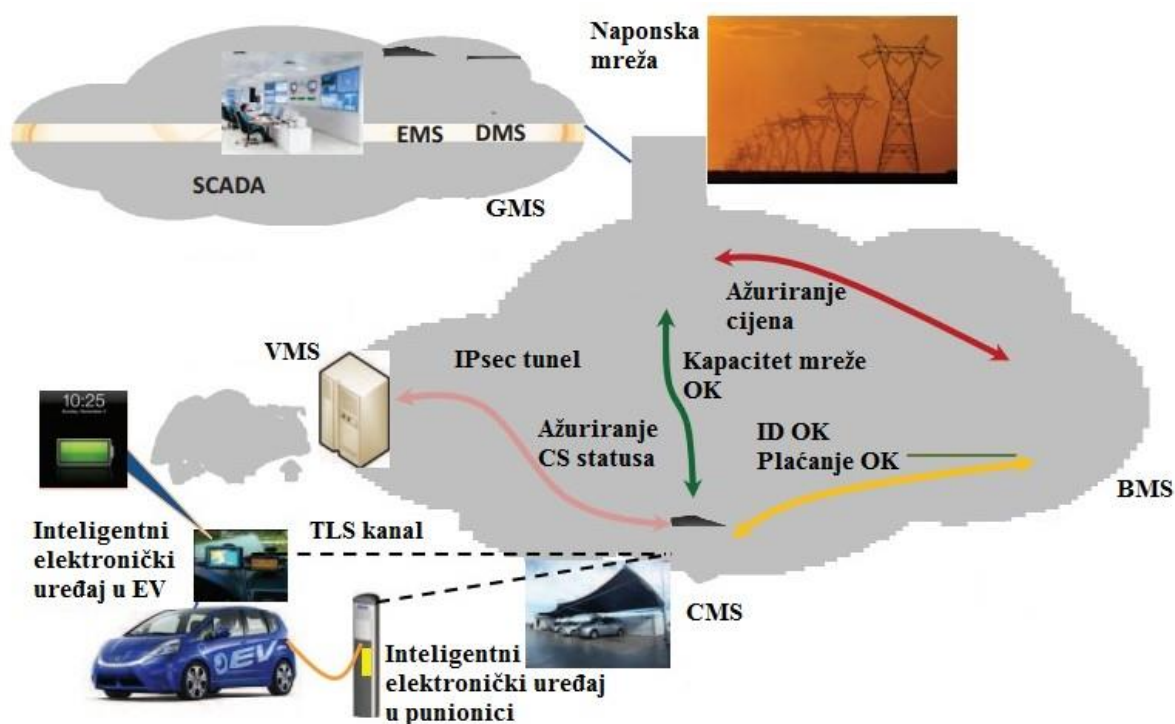 Naponska
mreža
EMS
DMS
SCADA
GMS
Ažuriranje
cijena
VMS
IPsec tunel
Kapacitet mreže
OK
10:25
Ažuriranje
CS statusa
ID OK
Plaćanje OK
BMS
Inteligentni
elektronički
uređaj u EV
TLS kanal
CMS
EV
Inteligentni
elektronički uređaj
u punionici